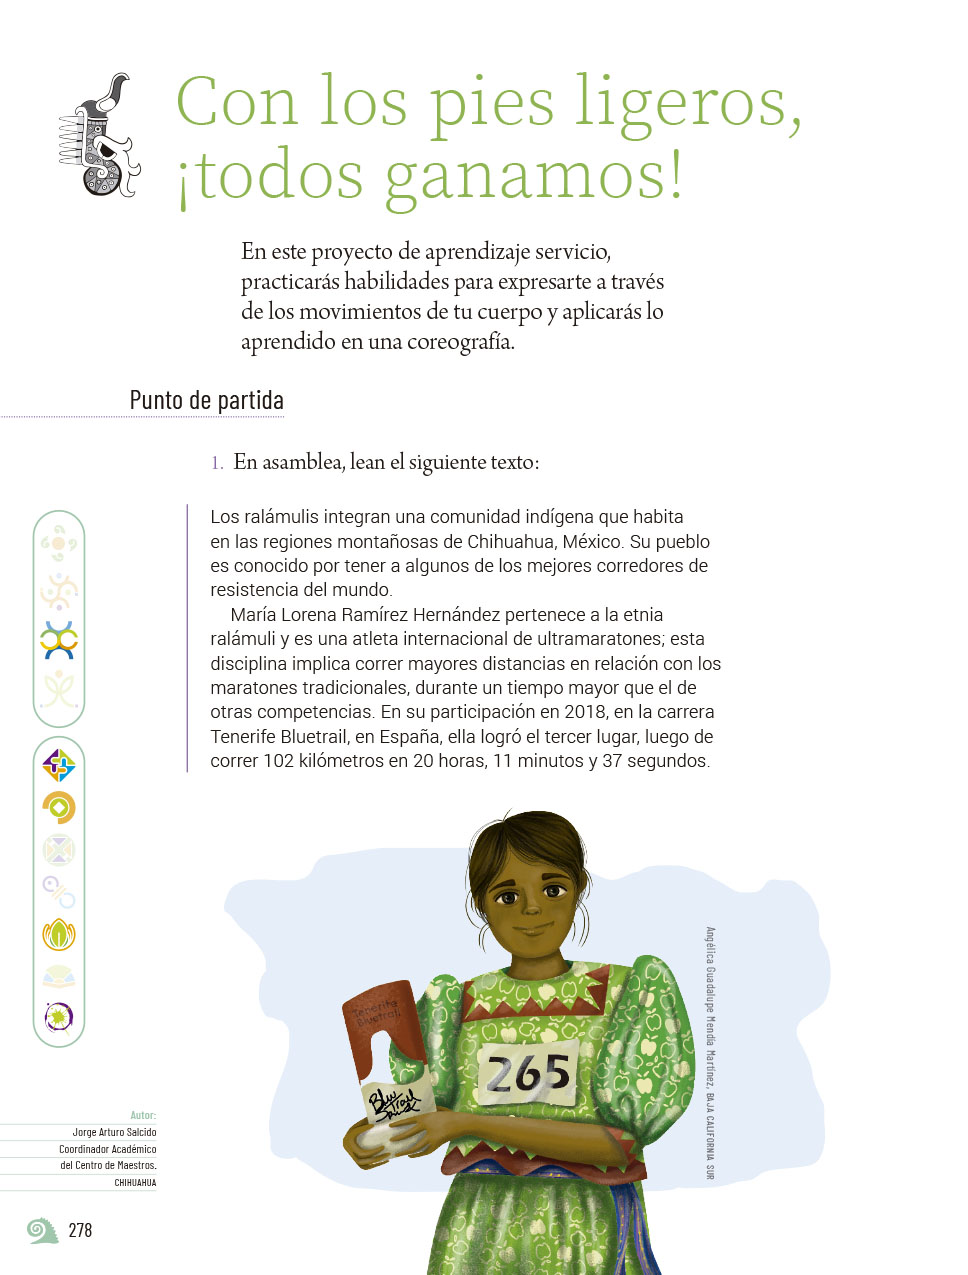 Con los pies ligeros,
¡todos ganamos!
En este proyecto de aprendizaje servicio,
practicarás habilidades para expresarte a través
de los movimientos de tu cuerpo y aplicarás lo
aprendido en una coreografía.
Punto de partida
1. En asamblea, lean el siguiente texto:
Los ralámulis integran una comunidad indígena que habita
en las regiones montañosas de Chihuahua, México. Su pueblo
es conocido por tener a algunos de los mejores corredores de
resistencia del mundo.
María Lorena Ramírez Hernández pertenece a la etnia
ralámuli y es una atleta internacional de ultramaratones; esta
disciplina implica correr mayores distancias en relación con los
maratones tradicionales, durante un tiempo mayor que el de
otras competencias. En su participación en 2018, en la carrera
Tenerife Bluetrail, en España, ella logró el tercer lugar, luego de
correr 102 kilómetros en 20 horas, 11 minutos y 37 segundos.
Tenerife
Bluetrail
265
Blue
Trail
Angélica Guadalupe Mendía Martínez, BAJA CALIFORNIA SUR
Autor:
Jorge Arturo Salcido
Coordinador Académico
del Centro de Maestros.
CHIHUAHUA
278